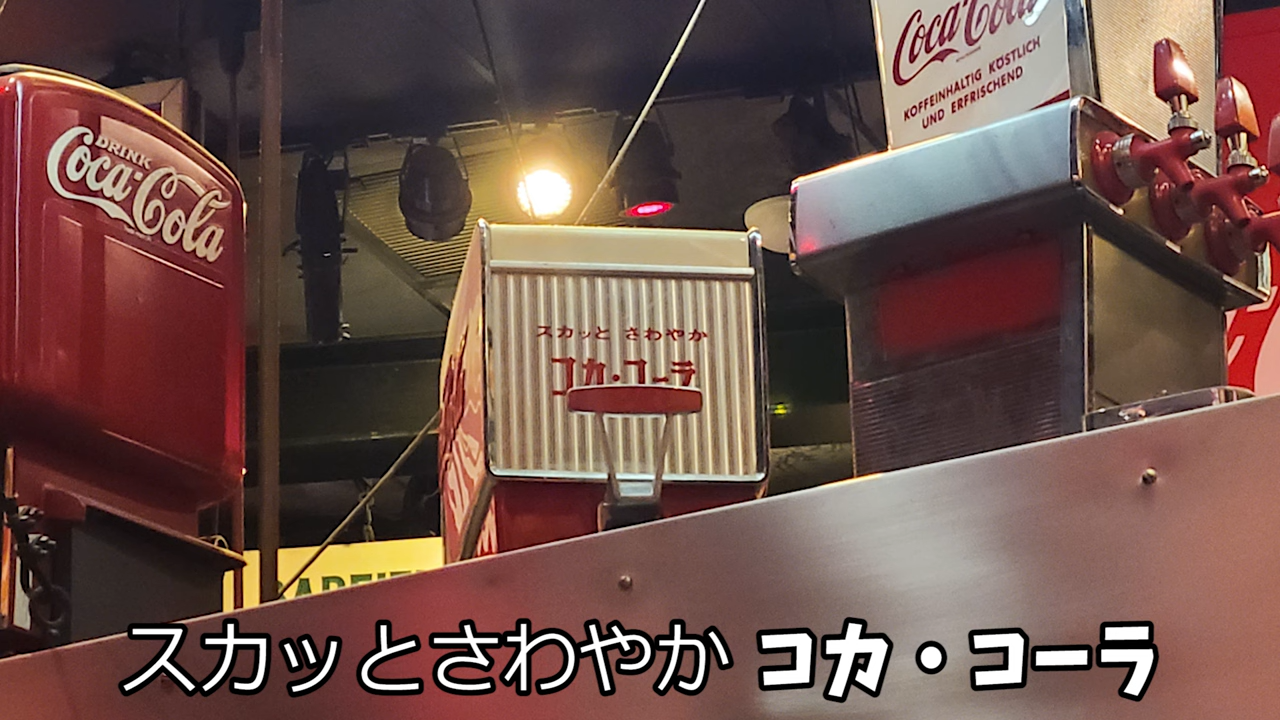 DRINK
Coca-Cola
Coca-Cola
KOFFEINHALTIG KÖSTLICH
UND ERFRISCHEND
スカッと さわやか
コカ・コーラ
スカッとさわやか コカ・コーラ